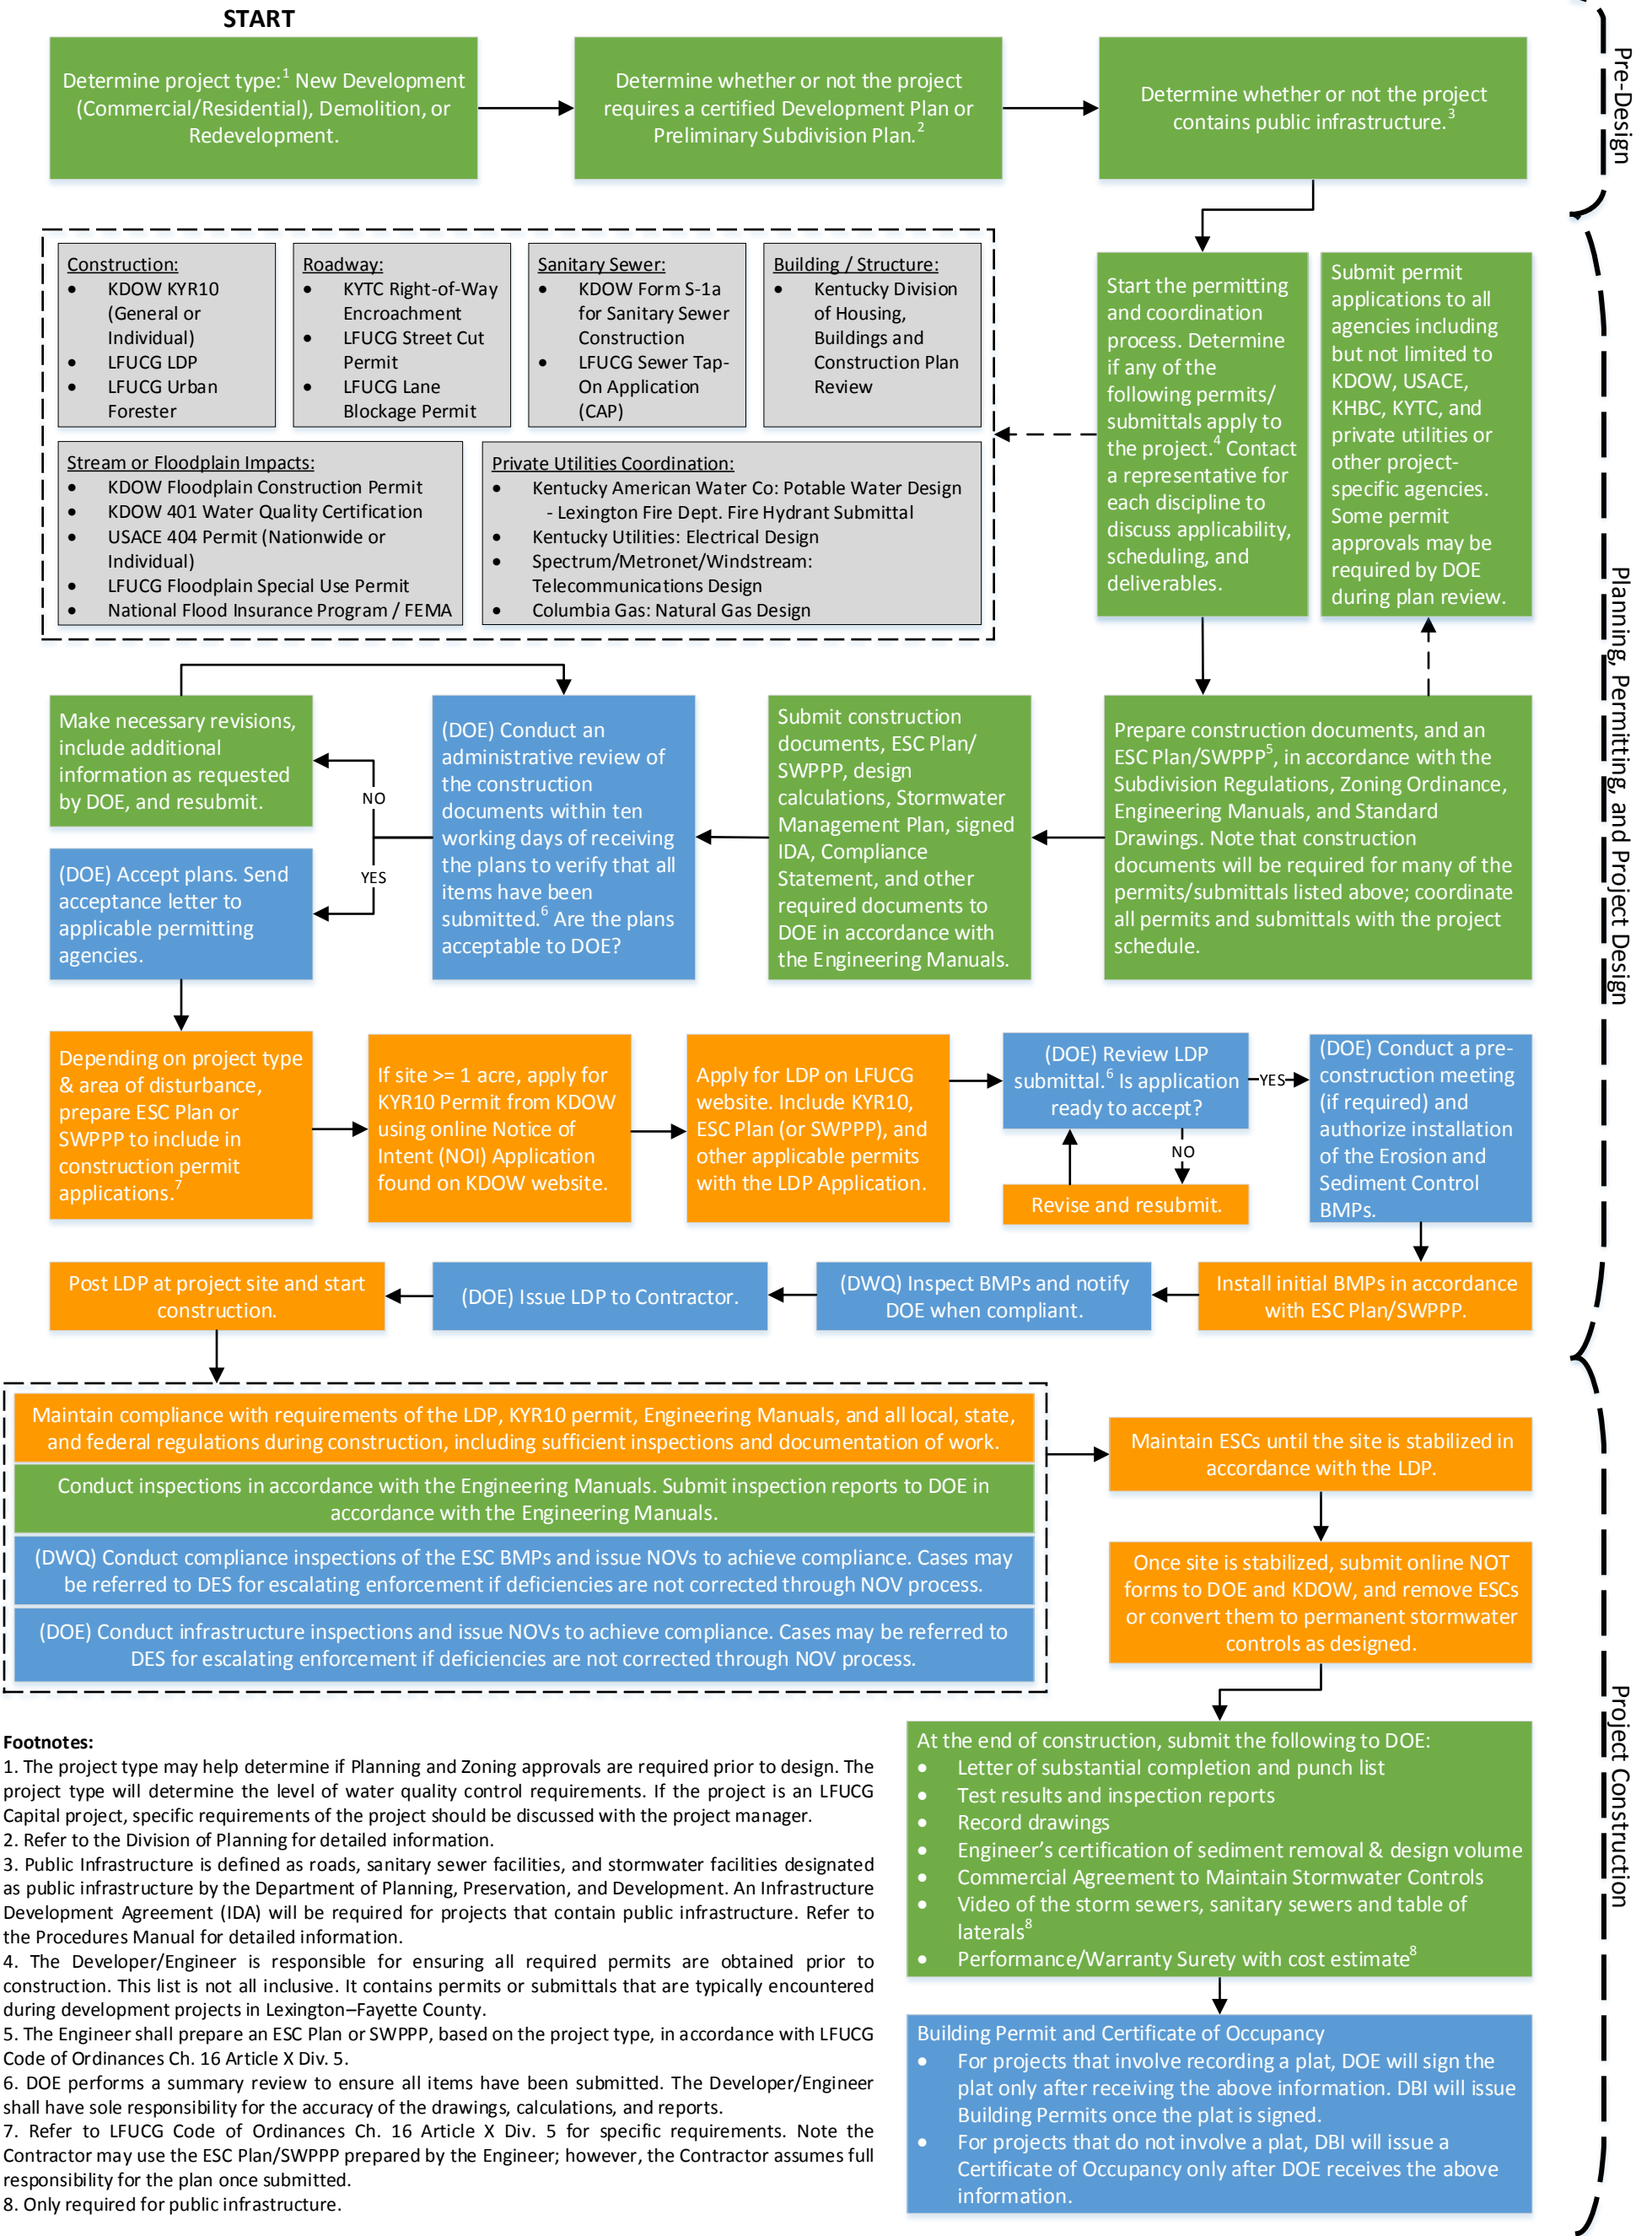 START
Determine project type:1 New Development
(Commercial/Residential), Demolition, or
Redevelopment.
Determine whether or not the project
requires a certified Development Plan or
Preliminary Subdivision Plan.2
Determine whether or not the project
contains public infrastructure.3
Pre-Design
Construction:
• KDOW KYR10
(General or
Individual)
• LFUCG LDP
• LFUCG Urban
Forester
Roadway:
• KYTC Right-of-Way
Encroachment
• LFUCG Street Cut
Permit
• LFUCG Lane
Blockage Permit
Sanitary Sewer:
• KDOW Form S-1a
for Sanitary Sewer
Construction
• LFUCG Sewer Tap-
On Application
(CAP)
Building / Structure:
• Kentucky Division
of Housing,
Buildings and
Construction Plan
Review
Stream or Floodplain Impacts:
• KDOW Floodplain Construction Permit
• KDOW 401 Water Quality Certification
• USACE 404 Permit (Nationwide or
Individual)
• LFUCG Floodplain Special Use Permit
• National Flood Insurance Program / FEMA
Private Utilities Coordination:
• Kentucky American Water Co: Potable Water Design
- Lexington Fire Dept. Fire Hydrant Submittal
• Kentucky Utilities: Electrical Design
• Spectrum/Metronet/Windstream:
Telecommunications Design
• Columbia Gas: Natural Gas Design
Start the permitting
and coordination
process. Determine
if any of the
following permits/
submittals apply to
the project.4 Contact
a representative for
each discipline to
discuss applicability,
scheduling, and
deliverables.
Submit permit
applications to all
agencies including
but not limited to
KDOW, USACE,
KHBC, KYTC, and
private utilities or
other project-
specific agencies.
Some permit
approvals may be
required by DOE
during plan review.
Planning, Permitting, and Project Design
Make necessary revisions,
include additional
information as requested
by DOE, and resubmit.
NO
YES
(DOE) Accept plans. Send
acceptance letter to
applicable permitting
agencies.
(DOE) Conduct an
administrative review of
the construction
documents within ten
working days of receiving
the plans to verify that all
items have been
submitted.6 Are the plans
acceptable to DOE?
Submit construction
documents, ESC Plan/
SWPPP, design
calculations, Stormwater
Management Plan, signed
IDA, Compliance
Statement, and other
required documents to
DOE in accordance with
the Engineering Manuals.
Prepare construction documents, and an
ESC Plan/SWPPP5, in accordance with the
Subdivision Regulations, Zoning Ordinance,
Engineering Manuals, and Standard
Drawings. Note that construction
documents will be required for many of the
permits/submittals listed above; coordinate
all permits and submittals with the project
schedule.
Depending on project type
& area of disturbance,
prepare ESC Plan or
SWPPP to include in
construction permit
applications.7
If site >= 1 acre, apply for
KYR10 Permit from KDOW
using online Notice of
Intent (NOI) Application
found on KDOW website.
Apply for LDP on LFUCG
website. Include KYR10,
ESC Plan (or SWPPP), and
other applicable permits
with the LDP Application.
(DOE) Review LDP
submittal.6 Is application
ready to accept?
YES
NO
Revise and resubmit.
(DOE) Conduct a pre-
construction meeting
(if required) and
authorize installation
of the Erosion and
Sediment Control
BMPs.
Post LDP at project site and start
construction.
(DOE) Issue LDP to Contractor.
(DWQ) Inspect BMPs and notify
DOE when compliant.
Install initial BMPs in accordance
with ESC Plan/SWPPP.
Maintain compliance with requirements of the LDP, KYR10 permit, Engineering Manuals, and all local, state,
and federal regulations during construction, including sufficient inspections and documentation of work.
Conduct inspections in accordance with the Engineering Manuals. Submit inspection reports to DOE in
accordance with the Engineering Manuals.
(DWQ) Conduct compliance inspections of the ESC BMPs and issue NOVs to achieve compliance. Cases may
be referred to DES for escalating enforcement if deficiencies are not corrected through NOV process.
(DOE) Conduct infrastructure inspections and issue NOVs to achieve compliance. Cases may be referred to
DES for escalating enforcement if deficiencies are not corrected through NOV process.
Maintain ESCs until the site is stabilized in
accordance with the LDP.
Once site is stabilized, submit online NOT
forms to DOE and KDOW, and remove ESCs
or convert them to permanent stormwater
controls as designed.
Project Construction
Footnotes:
1. The project type may help determine if Planning and Zoning approvals are required prior to design. The
project type will determine the level of water quality control requirements. If the project is an LFUCG
Capital project, specific requirements of the project should be discussed with the project manager.
2. Refer to the Division of Planning for detailed information.
3. Public Infrastructure is defined as roads, sanitary sewer facilities, and stormwater facilities designated
as public infrastructure by the Department of Planning, Preservation, and Development. An Infrastructure
Development Agreement (IDA) will be required for projects that contain public infrastructure. Refer to
the Procedures Manual for detailed information.
4. The Developer/Engineer is responsible for ensuring all required permits are obtained prior to
construction. This list is not all inclusive. It contains permits or submittals that are typically encountered
during development projects in Lexington–Fayette County.
5. The Engineer shall prepare an ESC Plan or SWPPP, based on the project type, in accordance with LFUCG
Code of Ordinances Ch. 16 Article X Div. 5.
6. DOE performs a summary review to ensure all items have been submitted. The Developer/Engineer
shall have sole responsibility for the accuracy of the drawings, calculations, and reports.
7. Refer to LFUCG Code of Ordinances Ch. 16 Article X Div. 5 for specific requirements. Note the
Contractor may use the ESC Plan/SWPPP prepared by the Engineer; however, the Contractor assumes full
responsibility for the plan once submitted.
8. Only required for public infrastructure.
At the end of construction, submit the following to DOE:
• Letter of substantial completion and punch list
• Test results and inspection reports
• Record drawings
• Engineer's certification of sediment removal & design volume
• Commercial Agreement to Maintain Stormwater Controls
• Video of the storm sewers, sanitary sewers and table of
laterals8
• Performance/Warranty Surety with cost estimate8
Building Permit and Certificate of Occupancy
• For projects that involve recording a plat, DOE will sign the
plat only after receiving the above information. DBI will issue
Building Permits once the plat is signed.
• For projects that do not involve a plat, DBI will issue a
Certificate of Occupancy only after DOE receives the above
information.